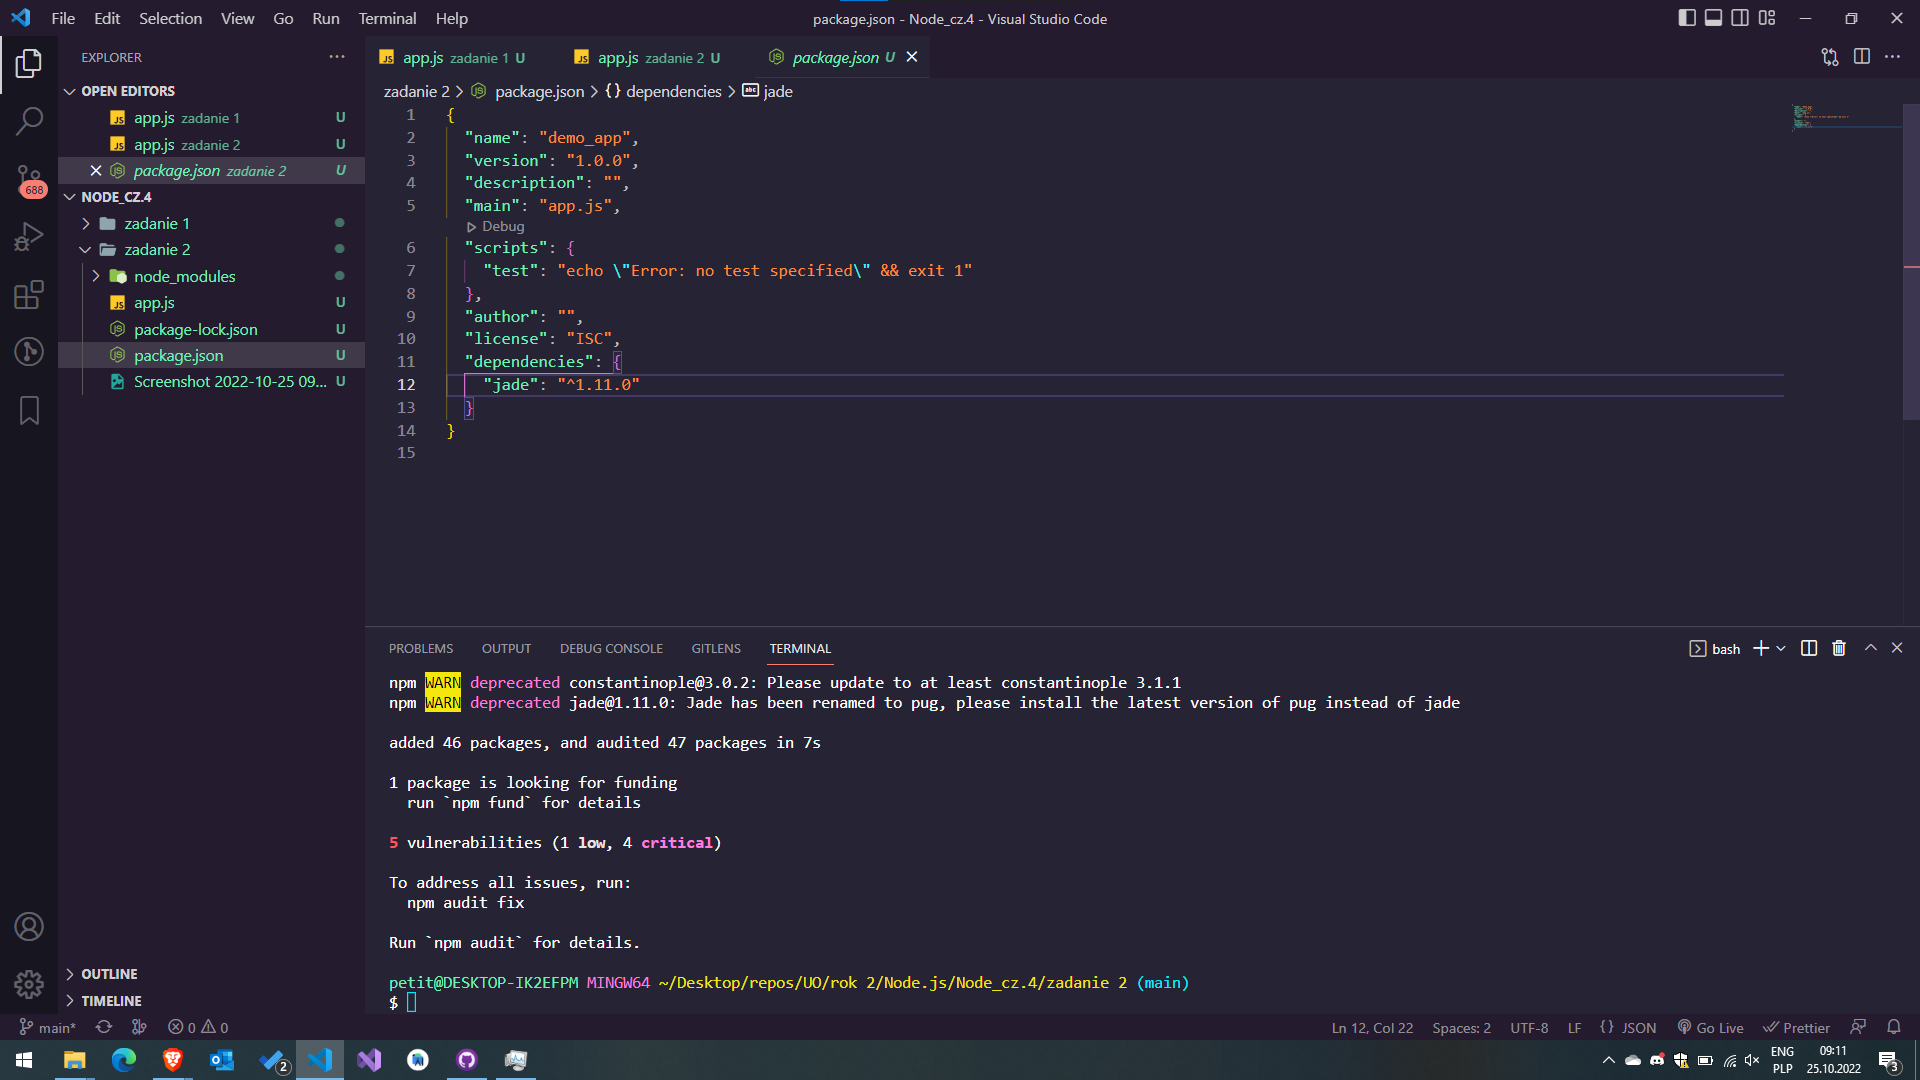 File Edit Selection View Go Run Terminal Help
package.json - Node_cz.4 - Visual Studio Code
EXPLORER
OPEN EDITORS
app.js zadanie 1 U
app.js zadanie 2 U
package.json zadanie 2 U
688
NODE_CZ.4
zadanie 1
zadanie 2
node_modules
app.js U
package-lock.json U
package.json U
Screenshot 2022-10-25 09... U
OUTLINE
TIMELINE
app.js zadanie 1 U app.js zadanie 2 U package.json U
zadanie 2 > package.json > {} dependencies > abc jade
1 {
2 "name": "demo_app",
3 "version": "1.0.0",
4 "description": "",
5 "main": "app.js",
Debug
6 "scripts": {
7 "test": "echo \"Error: no test specified\" && exit 1"
8 },
9 "author": "",
10 "license": "ISC",
11 "dependencies": {
12 "jade": "^1.11.0"
13 }
14 }
15
PROBLEMS OUTPUT DEBUG CONSOLE GITLENS TERMINAL
bash
npm WARN deprecated constantinople@3.0.2: Please update to at least constantinople 3.1.1
npm WARN deprecated jade@1.11.0: Jade has been renamed to pug, please install the latest version of pug instead of jade
added 46 packages, and audited 47 packages in 7s
1 package is looking for funding
run `npm fund` for details
5 vulnerabilities (1 low, 4 critical)
To address all issues, run:
npm audit fix
Run `npm audit` for details.
petit@DESKTOP-IK2EFPM MINGW64 ~/Desktop/repos/UO/rok 2/Node.js/Node_cz.4/zadanie 2 (main)
$
main* 0 0
Ln 12, Col 22 Spaces: 2 UTF-8 LF {} JSON Go Live Prettier
2
ENG
PLP
09:11
25.10.2022
3